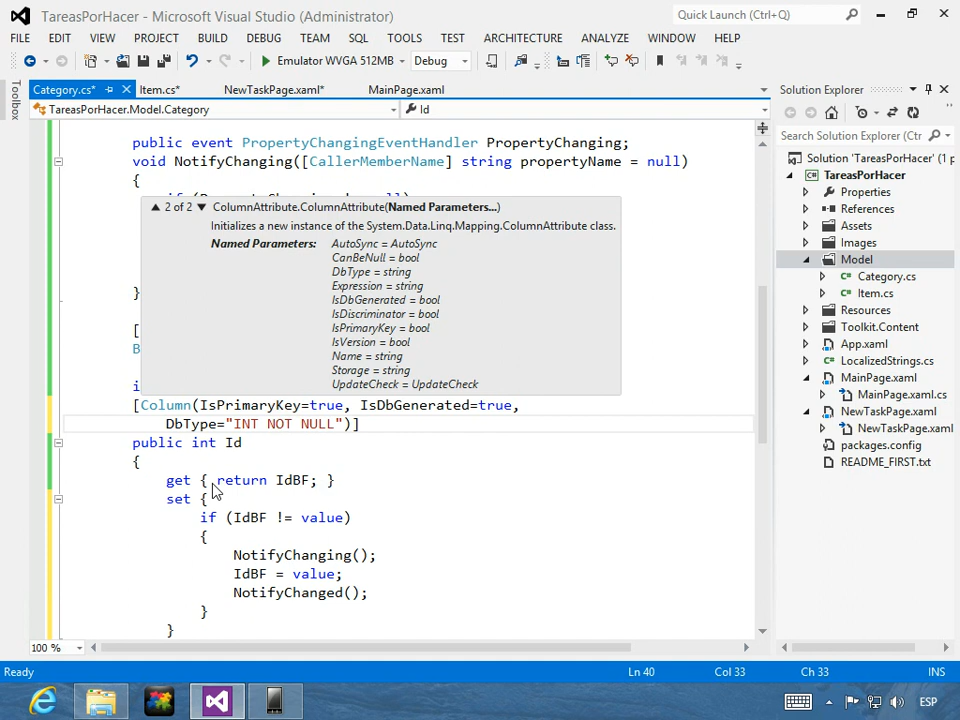 TareasPorHacer - Microsoft Visual Studio (Administrator)
Quick Launch (Ctrl+Q)
FILE EDIT VIEW PROJECT BUILD DEBUG TEAM SQL TOOLS TEST ARCHITECTURE ANALYZE WINDOW HELP
Emulator WVGA 512MB Debug
Toolbox
Category.cs* Item.cs* NewTaskPage.xaml* MainPage.xaml
TareasPorHacer.Model.Category Id
public event PropertyChangingEventHandler PropertyChanging;
void NotifyChanging([CallerMemberName] string propertyName = null)
{
2 of 2 ColumnAttribute.ColumnAttribute(Named Parameters...)
Initializes a new instance of the System.Data.Linq.Mapping.ColumnAttribute class.
Named Parameters: AutoSync = AutoSync
CanBeNull = bool
DbType = string
Expression = string
IsDbGenerated = bool
IsDiscriminator = bool
IsPrimaryKey = bool
IsVersion = bool
Name = string
Storage = string
UpdateCheck = UpdateCheck
}
[
[Column(IsPrimaryKey=true, IsDbGenerated=true,
DbType="INT NOT NULL")]
public int Id
{
get { return IdBF; }
set {
if (IdBF != value)
{
NotifyChanging();
IdBF = value;
NotifyChanged();
}
}
100 %
Solution Explorer
Search Solution Explorer (Ctr
Solution 'TareasPorHacer' (1 p
TareasPorHacer
Properties
References
Assets
Images
Model
Category.cs
Item.cs
Resources
Toolkit.Content
App.xaml
LocalizedStrings.cs
MainPage.xaml
MainPage.xaml.cs
NewTaskPage.xaml
NewTaskPage.xaml
packages.config
README_FIRST.txt
Ready Ln 40 Col 33 Ch 33 INS
ESP